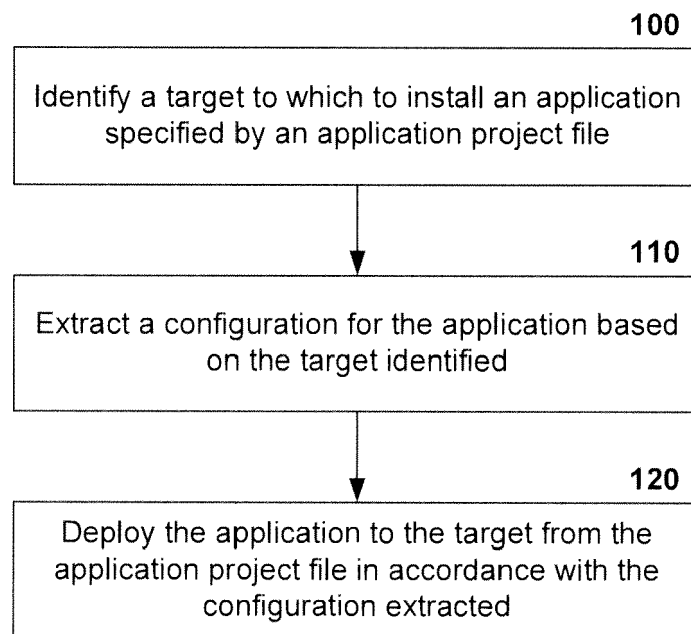 100
Identify a target to which to install an application
specified by an application project file
110
Extract a configuration for the application based
on the target identified
120
Deploy the application to the target from the
application project file in accordance with the
configuration extracted